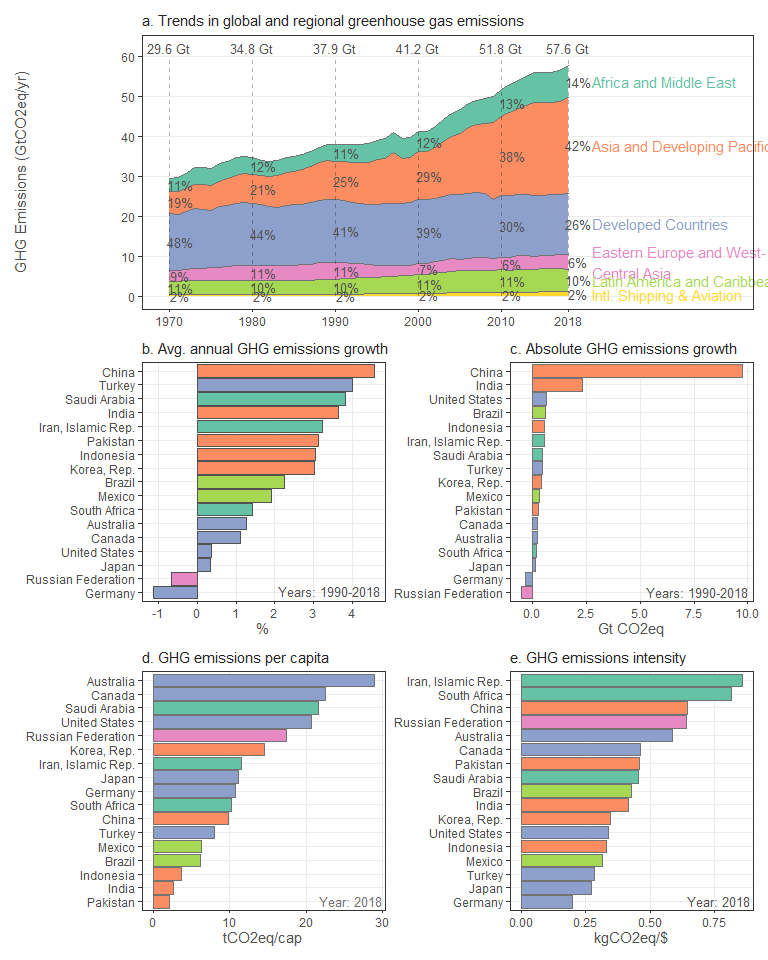 a. Trends in global and regional greenhouse gas emissions
GHG Emissions (GtCO2eq/yr)
29.6 Gt 34.8 Gt 37.9 Gt 41.2 Gt 51.8 Gt 57.6 Gt
60
50
40
30
20
10
0
11% 12% 11% 12% 13% 14% Africa and Middle East
19% 21% 25% 29% 38% 42% Asia and Developing Pacific
48% 44% 41% 39% 30% 26% Developed Countries
9% 11% 11% 7% 6% 6% Eastern Europe and West-
Central Asia
11% 10% 10% 11% 11% 10% Latin America and Caribbea
2% 2% 2% 2% 2% 2% Intl. Shipping & Aviation
1970 1980 1990 2000 2010 2018
b. Avg. annual GHG emissions growth
China
Turkey
Saudi Arabia
India
Iran, Islamic Rep.
Pakistan
Indonesia
Korea, Rep.
Brazil
Mexico
South Africa
Australia
Canada
United States
Japan
Russian Federation
Germany
Years: 1990-2018
-1 0 1 2 3 4
%
c. Absolute GHG emissions growth
China
India
United States
Brazil
Indonesia
Iran, Islamic Rep.
Saudi Arabia
Turkey
Korea, Rep.
Mexico
Pakistan
Canada
Australia
South Africa
Japan
Germany
Russian Federation
Years: 1990-2018
0.0 2.5 5.0 7.5 10.0
Gt CO2eq
d. GHG emissions per capita
Australia
Canada
Saudi Arabia
United States
Russian Federation
Korea, Rep.
Iran, Islamic Rep.
Japan
Germany
South Africa
China
Turkey
Mexico
Brazil
Indonesia
India
Pakistan
Year: 2018
0 10 20 30
tCO2eq/cap
e. GHG emissions intensity
Iran, Islamic Rep.
South Africa
China
Russian Federation
Australia
Canada
Pakistan
Saudi Arabia
Brazil
India
Korea, Rep.
United States
Indonesia
Mexico
Turkey
Japan
Germany
Year: 2018
0.00 0.25 0.50 0.75
kgCO2eq/$